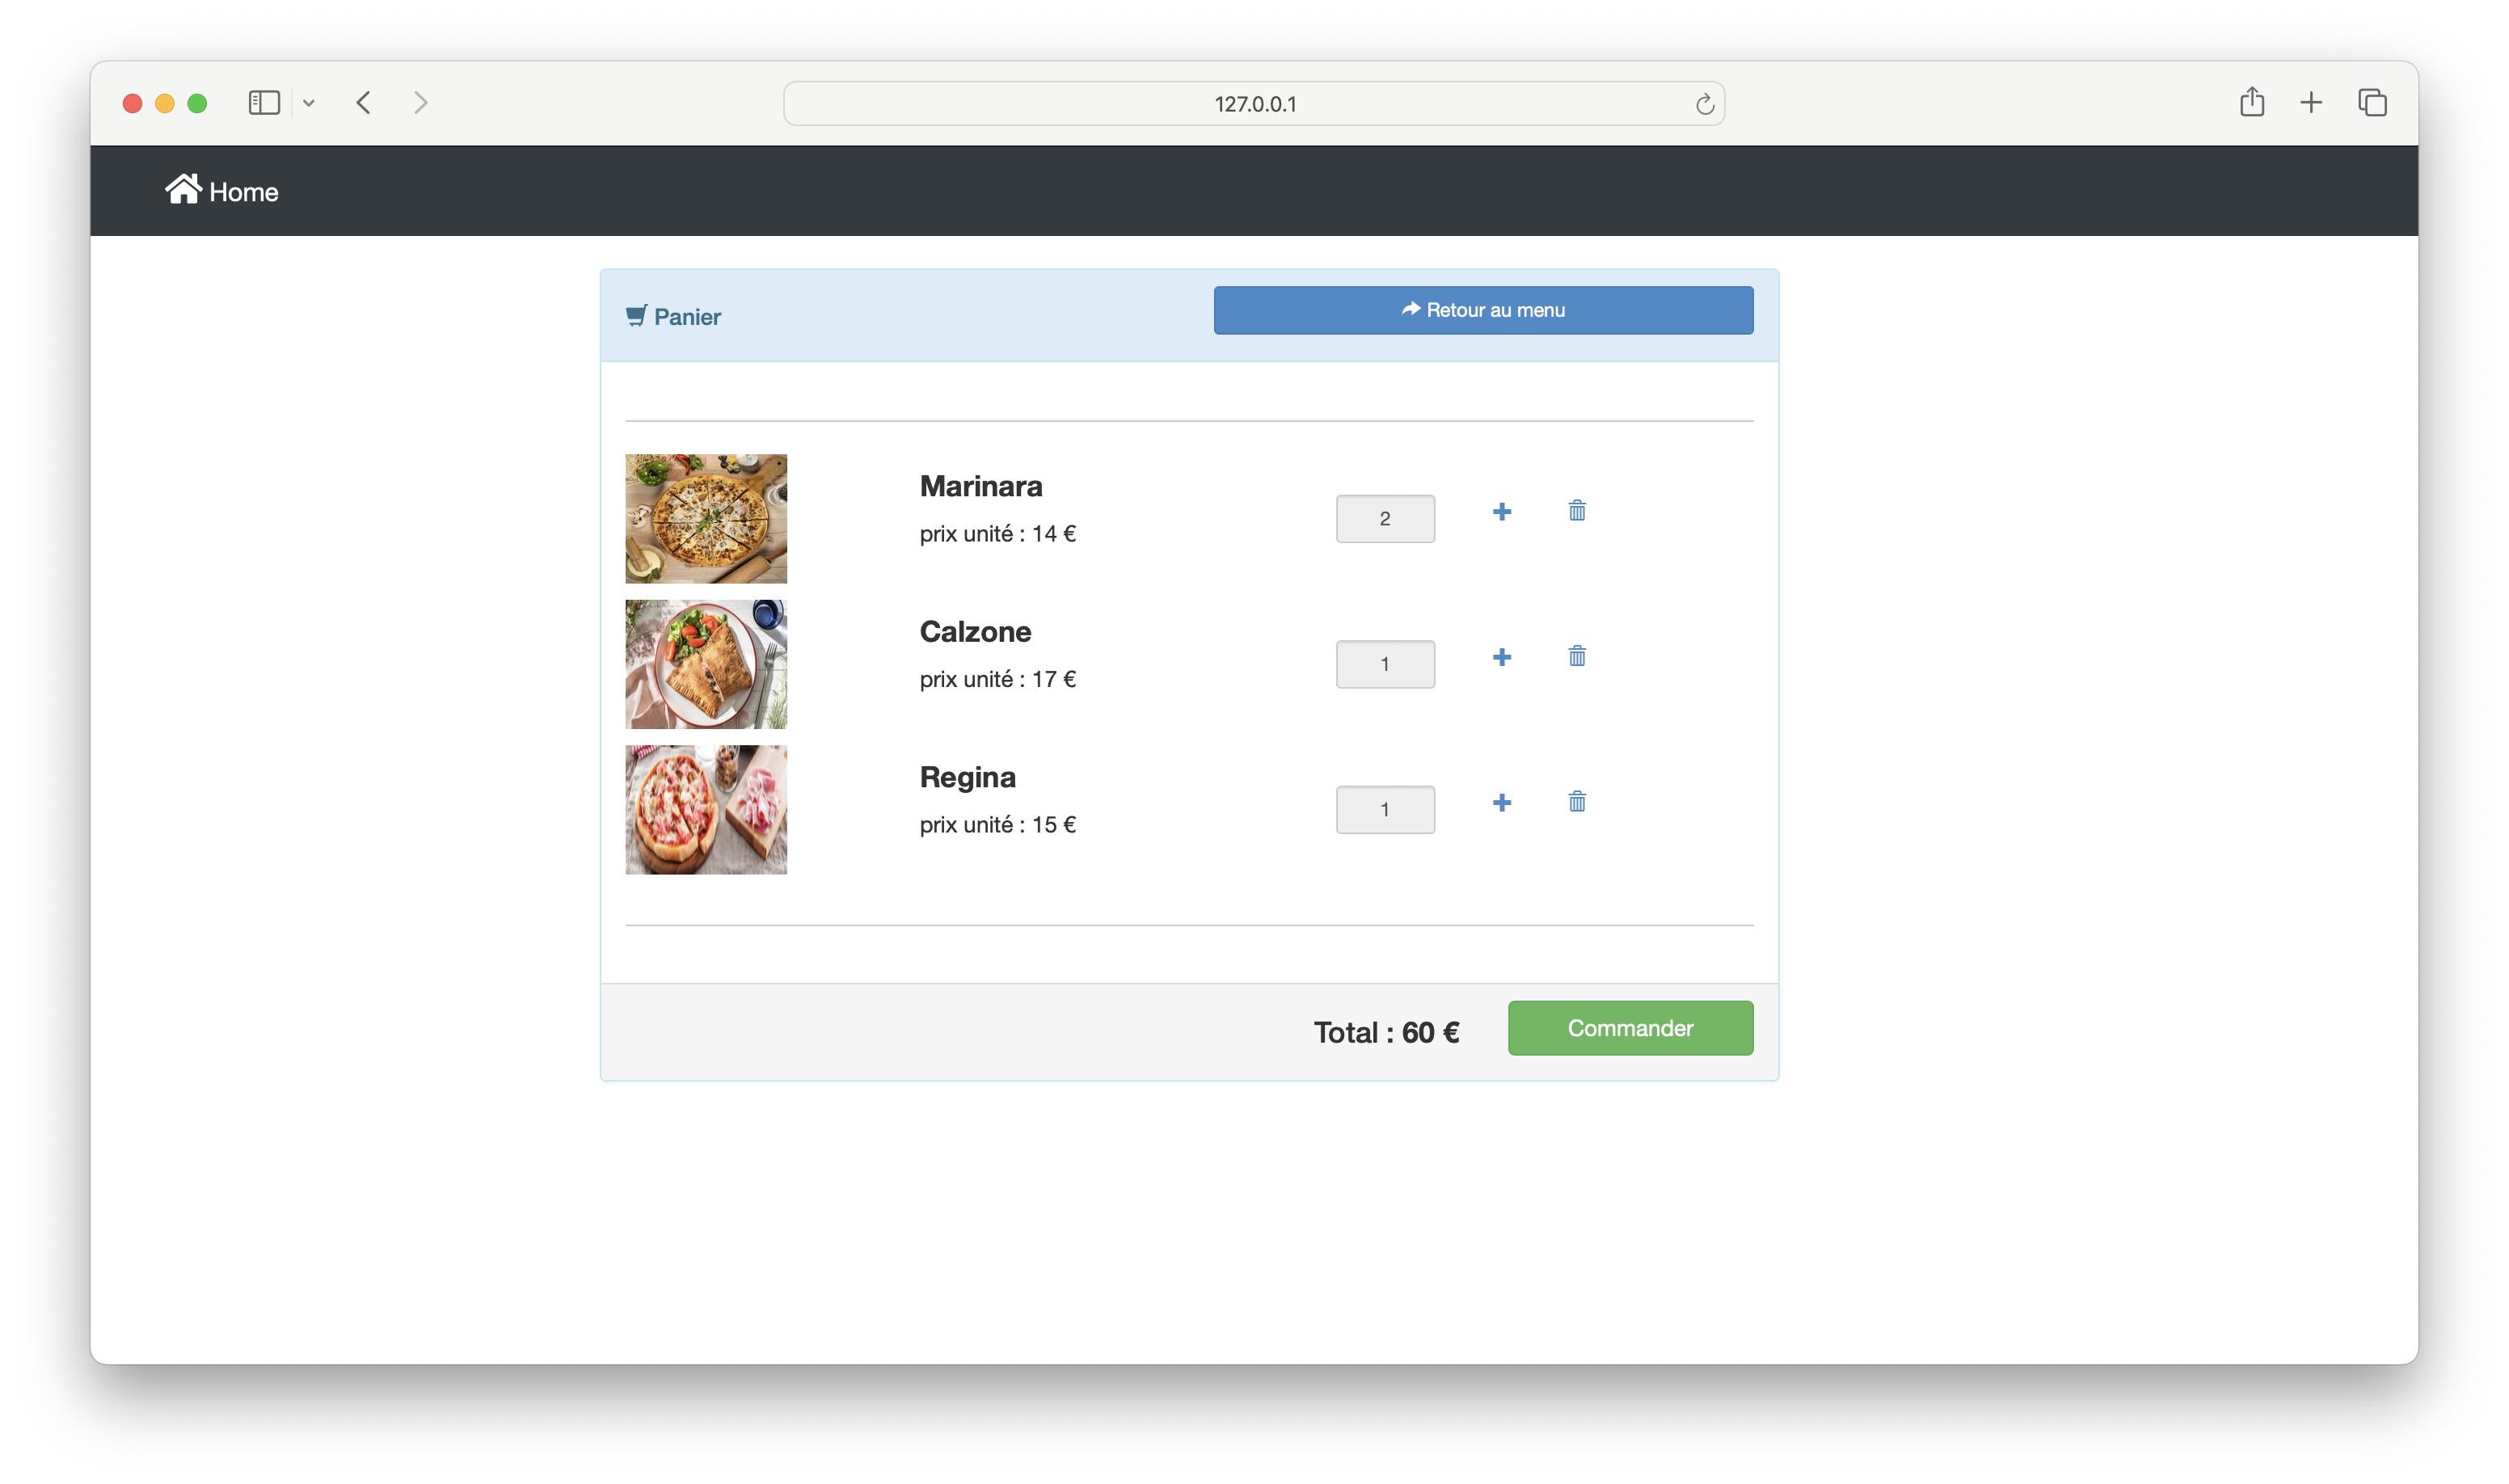 127.0.0.1
Home
Panier
Retour au menu
Marinara
prix unité : 14 €
2
Calzone
prix unité : 17 €
1
Regina
prix unité : 15 €
1
Total : 60 €
Commander